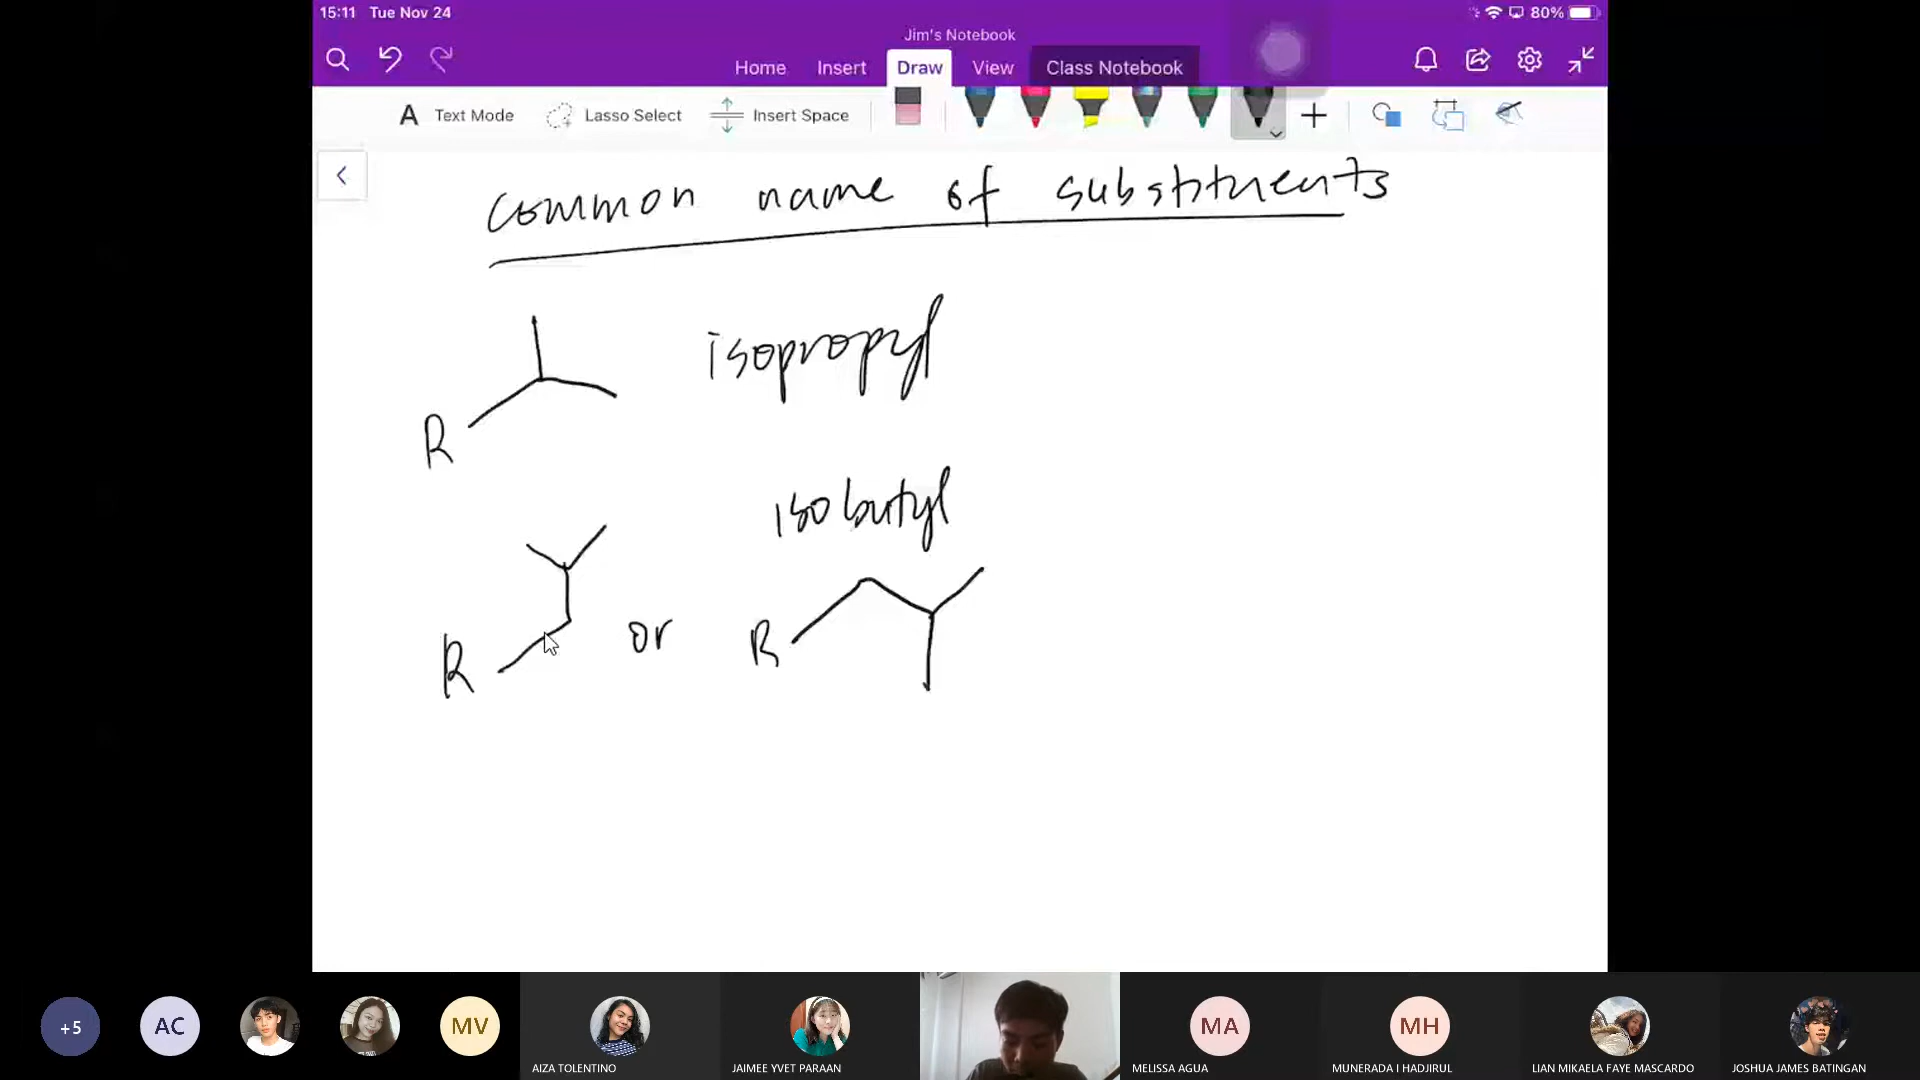 15:11 Tue Nov 24
80%
Jim's Notebook
Home Insert Draw View Class Notebook
A Text Mode Lasso Select Insert Space
common name of substituents
isopropyl
R
isobutyl
R or R
+5 AC MV MA MH
AIZA TOLENTINO JAIMEE YVET PARAAN MELISSA AGUA MUNERADA I HADJIRUL LIAN MIKAELA FAYE MASCARDO JOSHUA JAMES BATINGAN